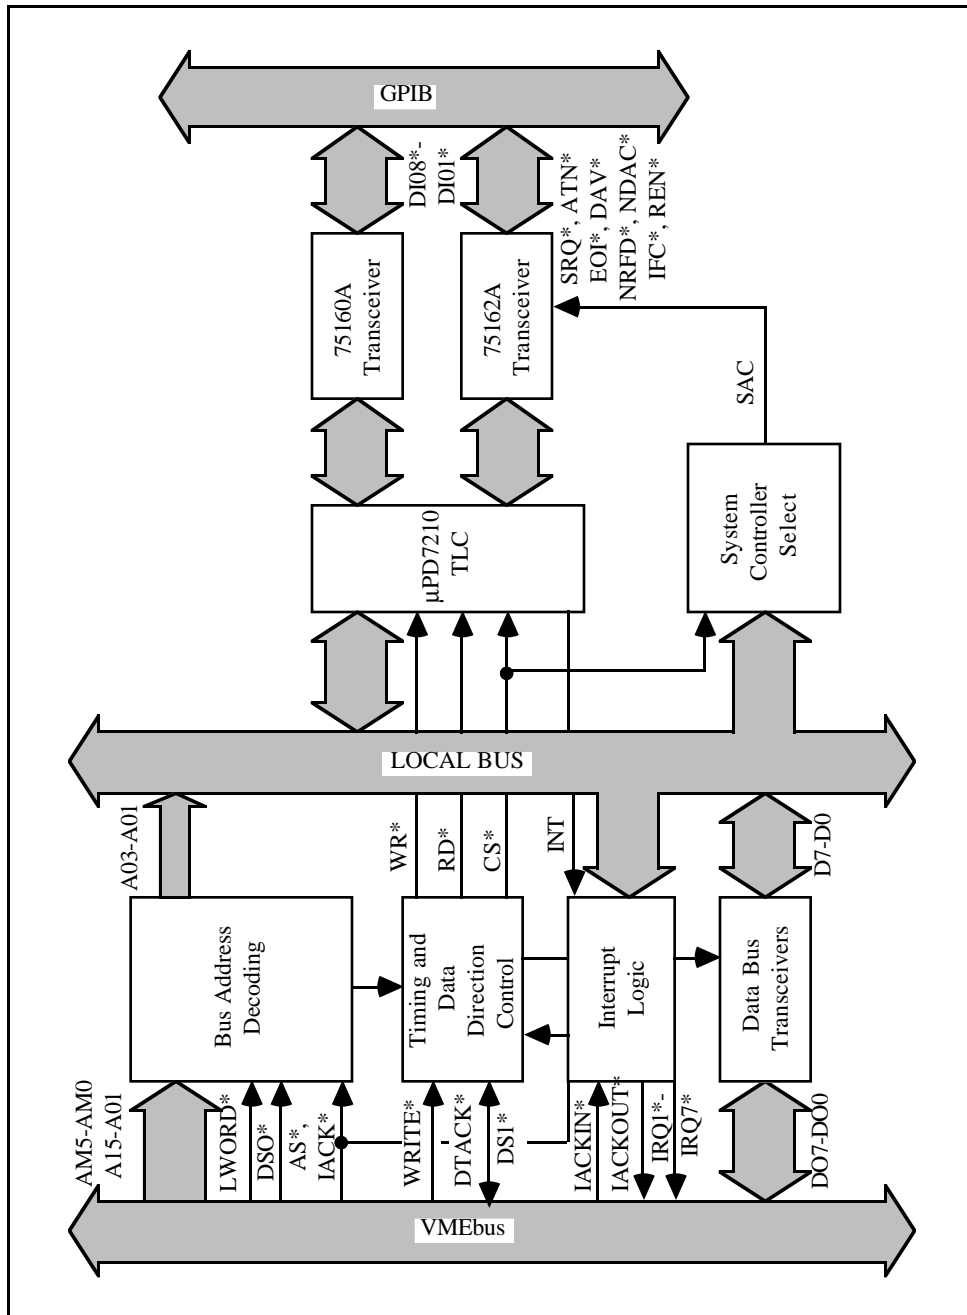 GPIB
DI08*-
DI01*
SRQ*, ATN*
EOI*, DAV*
NRFD*, NDAC*
IFC*, REN*
75160A
Transceiver
75162A
Transceiver
SAC
µPD7210
TLC
System
Controller
Select
LOCAL BUS
A03-A01
WR*
RD*
CS*
INT
D7-D0
Bus Address
Decoding
Timing and
Data
Direction
Control
Interrupt
Logic
Data Bus
Transceivers
AM5-AM0
A15-A01
LWORD*
DSO*
AS*,
IACK*
WRITE*
DTACK*
DS1*
IACKIN*
IACKOUT*
IRQ1*-
IRQ7*
DO7-DO0
VMEbus